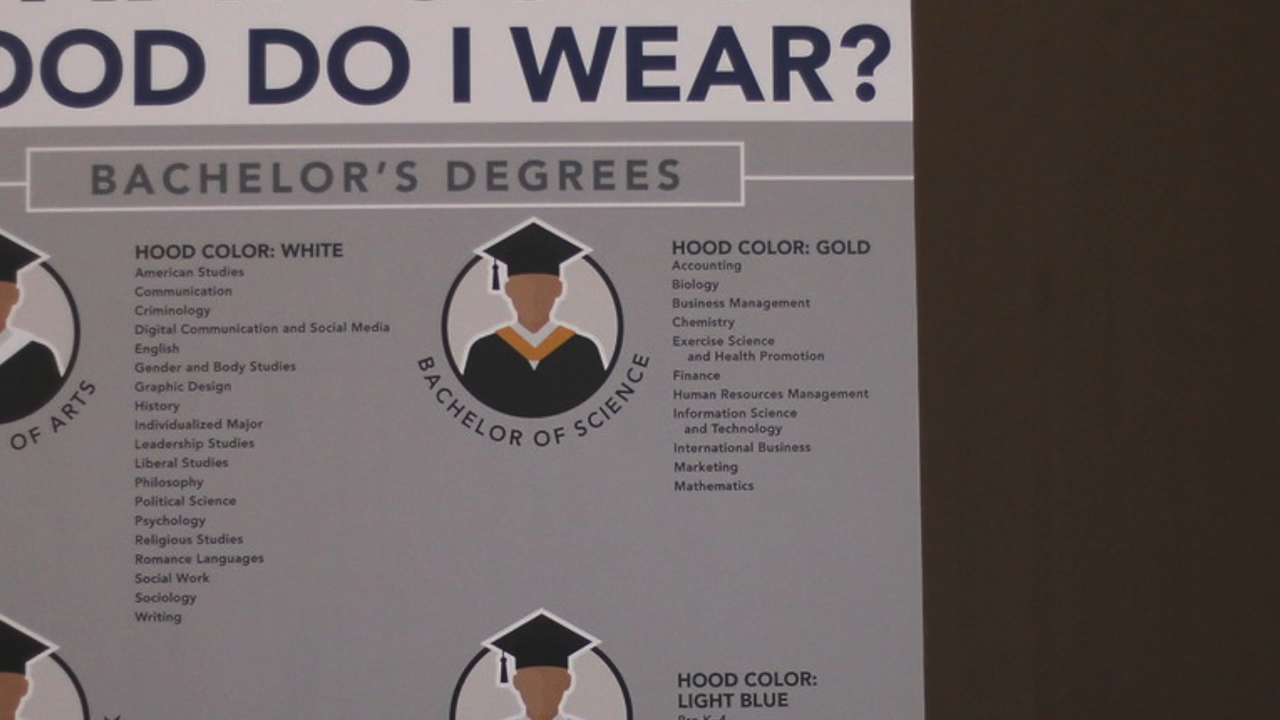 OOD DO I WEAR?
BACHELOR'S DEGREES
OF ARTS
HOOD COLOR: WHITE
American Studies
Communication
Criminology
Digital Communication and Social Media
English
Gender and Body Studies
Graphic Design
History
Individualized Major
Leadership Studies
Liberal Studies
Philosophy
Political Science
Psychology
Religious Studies
Romance Languages
Social Work
Sociology
Writing
BACHELOR OF SCIENCE
HOOD COLOR: GOLD
Accounting
Biology
Business Management
Chemistry
Exercise Science
and Health Promotion
Finance
Human Resources Management
Information Science
and Technology
International Business
Marketing
Mathematics
HOOD COLOR:
LIGHT BLUE